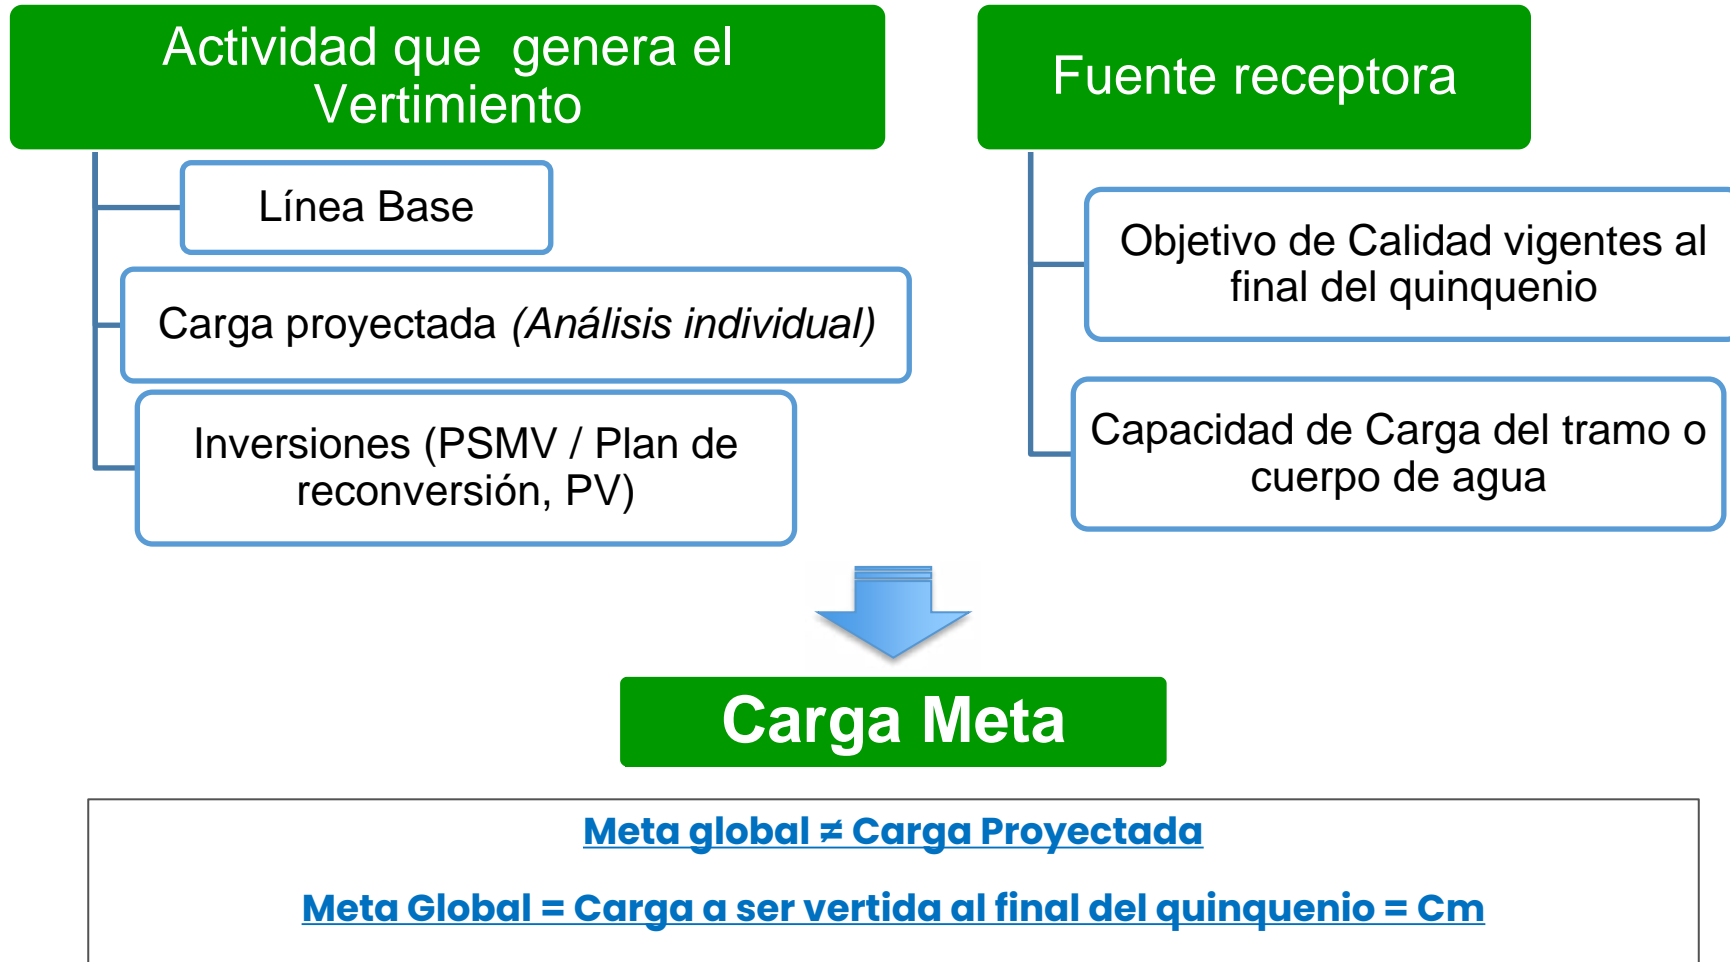 Actividad que genera el
Vertimiento
Línea Base
Carga proyectada (Análisis individual)
Inversiones (PSMV / Plan de
reconversión, PV)
Fuente receptora
Objetivo de Calidad vigentes al
final del quinquenio
Capacidad de Carga del tramo o
cuerpo de agua
Carga Meta
Meta global ≠ Carga Proyectada
Meta Global = Carga a ser vertida al final del quinquenio = Cm